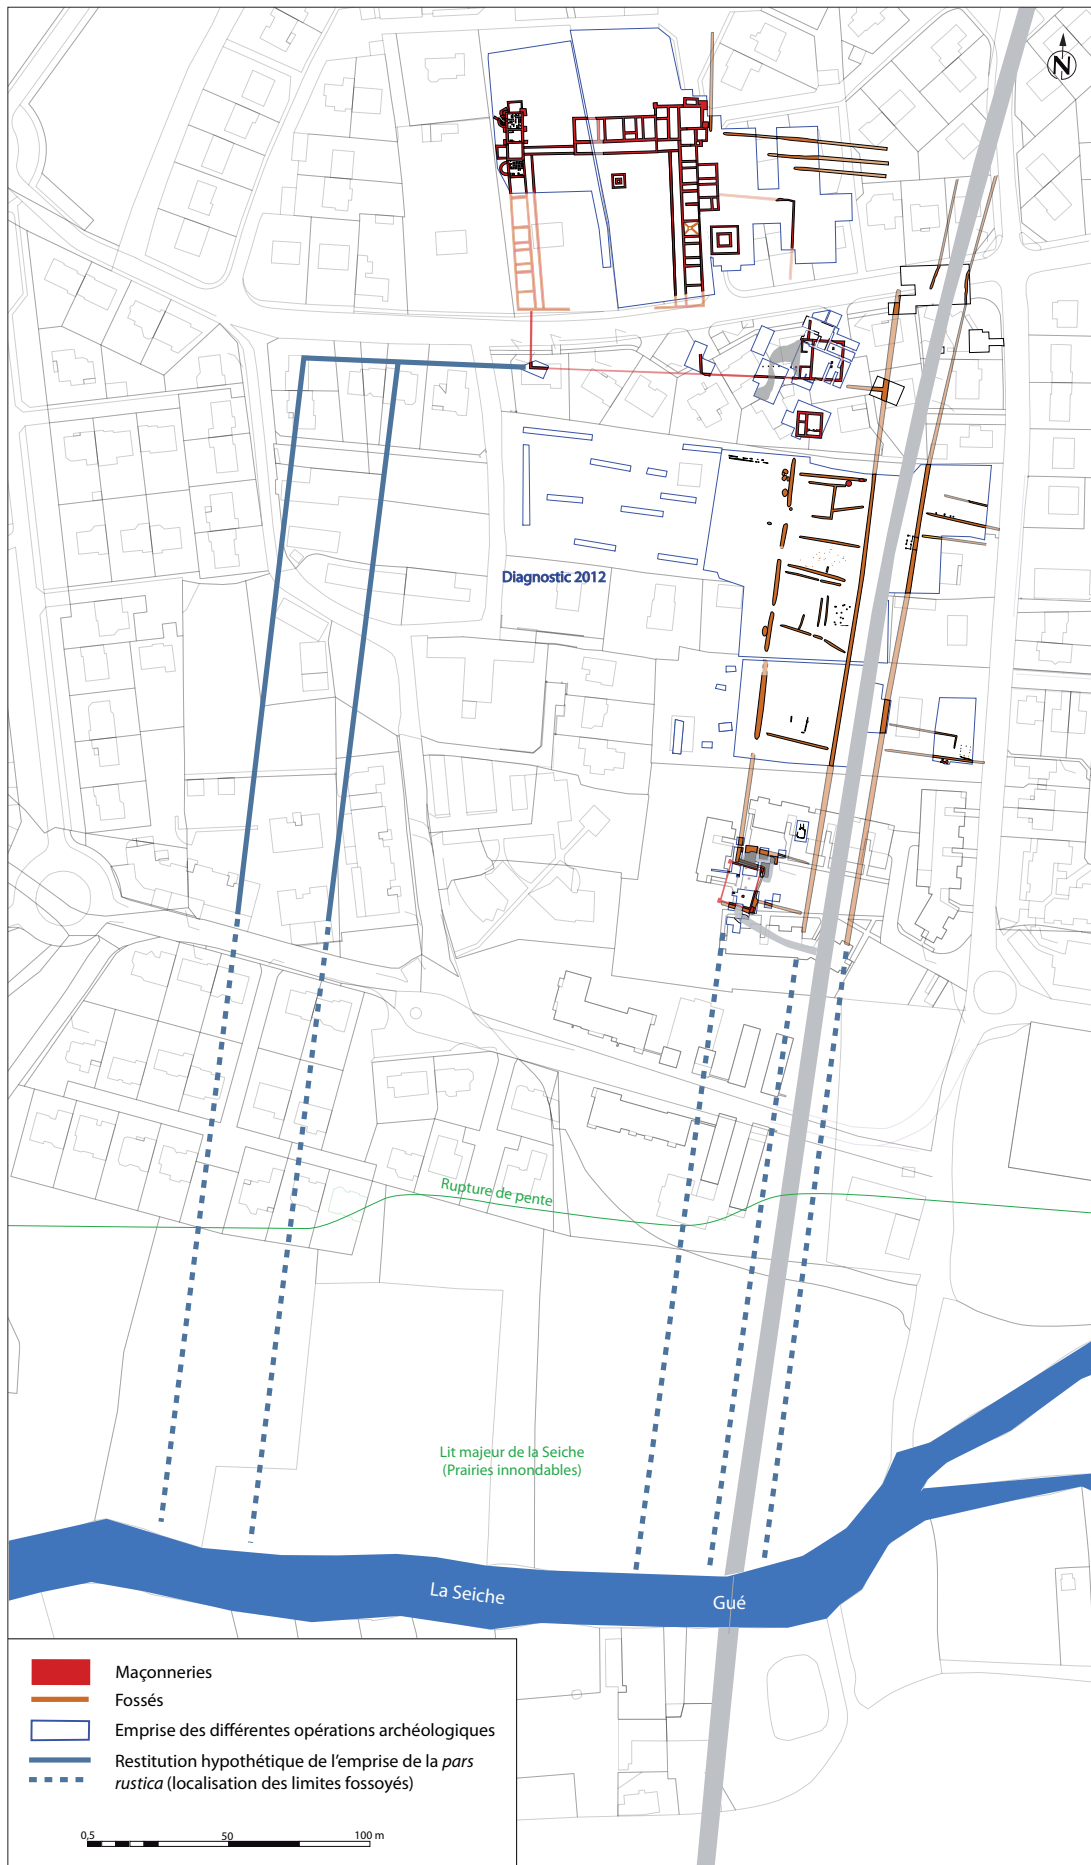 N
Diagnostic 2012
Rupture de pente
Lit majeur de la Seiche
(Prairies innondables)
La Seiche
Gué
Maçonneries
Fossés
Emprise des différentes opérations archéologiques
Restitution hypothétique de l'emprise de la pars
rustica (localisation des limites fossoyés)
0,5 50 100 m